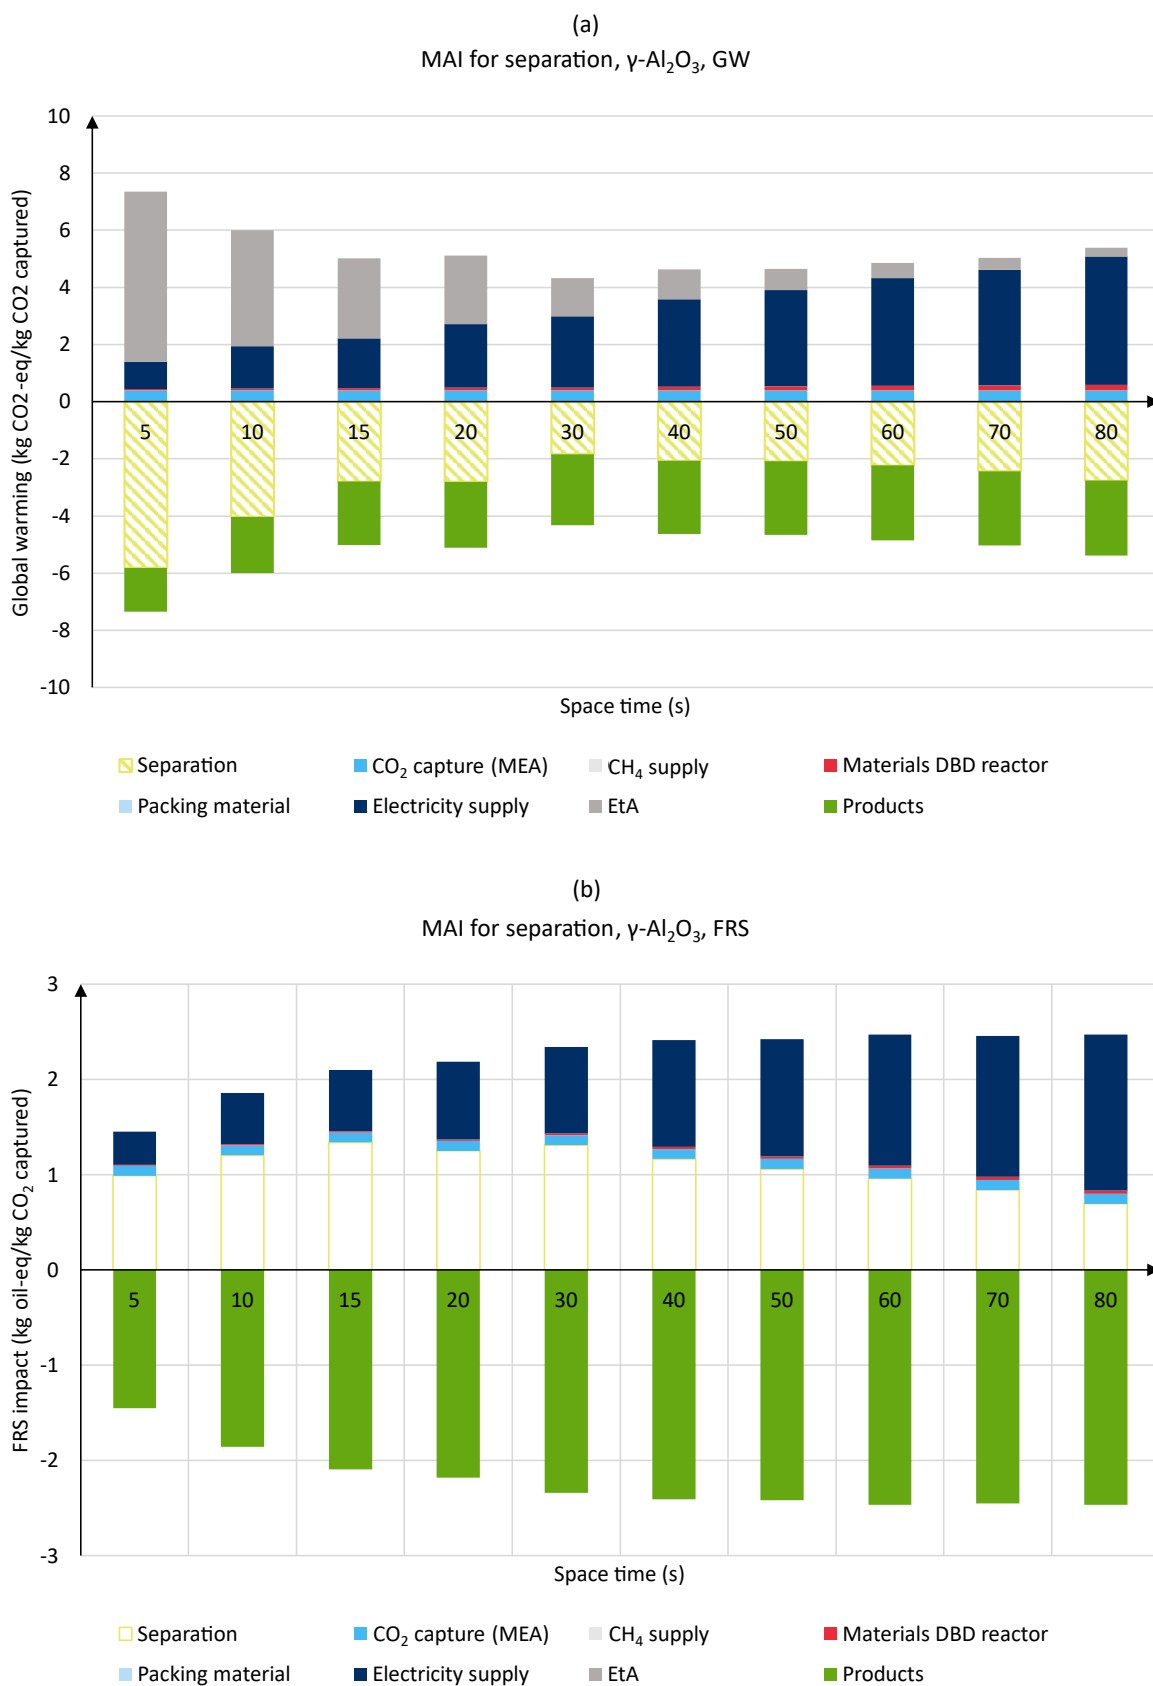 (a)
MAI for separation, γ-Al₂O₃, GW
Global warming (kg CO2-eq/kg CO2 captured)
10
8
6
4
2
0
-2
-4
-6
-8
-10
5 10 15 20 30 40 50 60 70 80
Space time (s)
Separation CO₂ capture (MEA) CH₄ supply Materials DBD reactor
Packing material Electricity supply EtA Products
(b)
MAI for separation, γ-Al₂O₃, FRS
FRS impact (kg oil-eq/kg CO₂ captured)
3
2
1
0
-1
-2
-3
5 10 15 20 30 40 50 60 70 80
Space time (s)
Separation CO₂ capture (MEA) CH₄ supply Materials DBD reactor
Packing material Electricity supply EtA Products